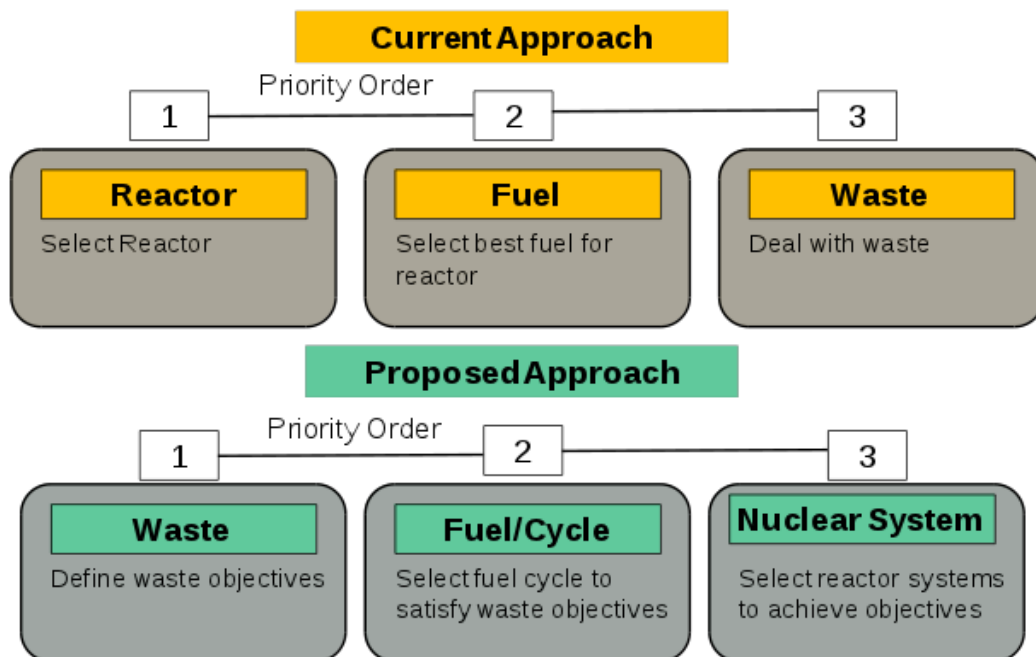 Current Approach
Priority Order
1
2
3
Reactor
Select Reactor
Fuel
Select best fuel for
reactor
Waste
Deal with waste
Proposed Approach
Priority Order
1
2
3
Waste
Define waste objectives
Fuel/Cycle
Select fuel cycle to
satisfy waste objectives
Nuclear System
Select reactor systems
to achieve objectives